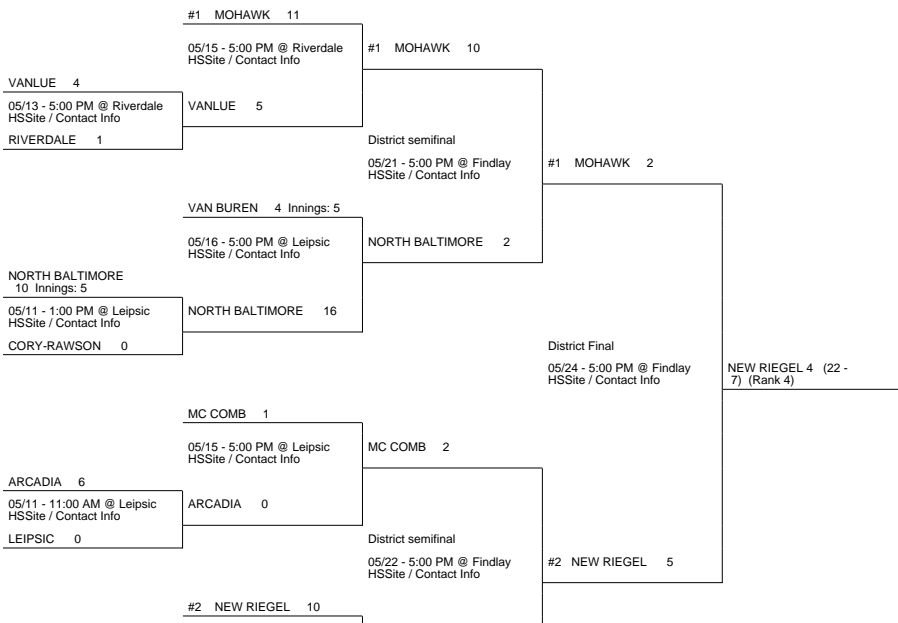 #1 MOHAWK 11
05/15 - 5:00 PM @ Riverdale
HSSite / Contact Info
#1 MOHAWK 10
VANLUE 4
05/13 - 5:00 PM @ Riverdale
HSSite / Contact Info
VANLUE 5
RIVERDALE 1
District semifinal
05/21 - 5:00 PM @ Findlay
HSSite / Contact Info
#1 MOHAWK 2
VAN BUREN 4 Innings: 5
05/16 - 5:00 PM @ Leipsic
HSSite / Contact Info
NORTH BALTIMORE 2
NORTH BALTIMORE
10 Innings: 5
05/11 - 1:00 PM @ Leipsic
HSSite / Contact Info
NORTH BALTIMORE 16
CORY-RAWSON 0
District Final
05/24 - 5:00 PM @ Findlay
HSSite / Contact Info
NEW RIEGEL 4 (22 -
7) (Rank 4)
MC COMB 1
05/15 - 5:00 PM @ Leipsic
HSSite / Contact Info
MC COMB 2
ARCADIA 6
05/11 - 11:00 AM @ Leipsic
HSSite / Contact Info
ARCADIA 0
LEIPSIC 0
District semifinal
05/22 - 5:00 PM @ Findlay
HSSite / Contact Info
#2 NEW RIEGEL 5
#2 NEW RIEGEL 10